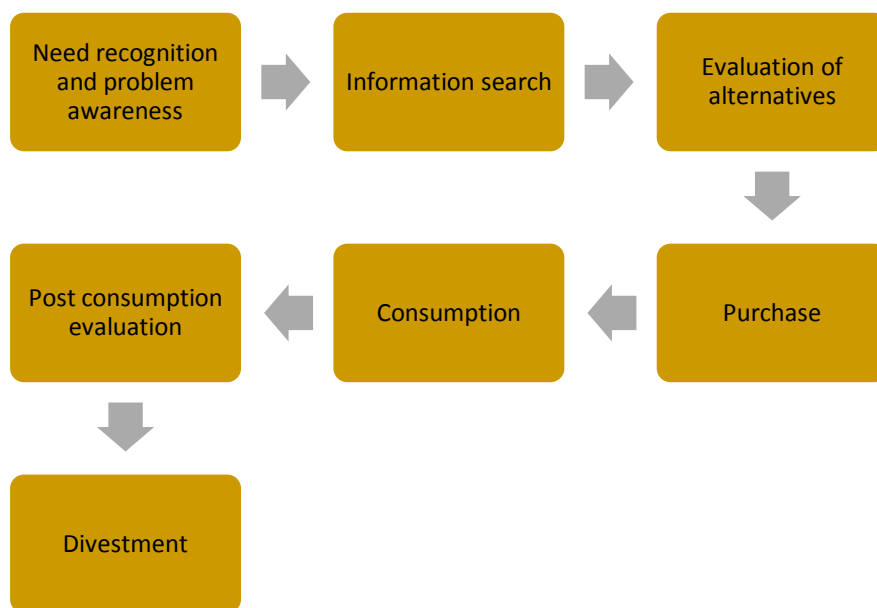 Need recognition
and problem
awareness
Information search
Evaluation of
alternatives
Purchase
Consumption
Post consumption
evaluation
Divestment